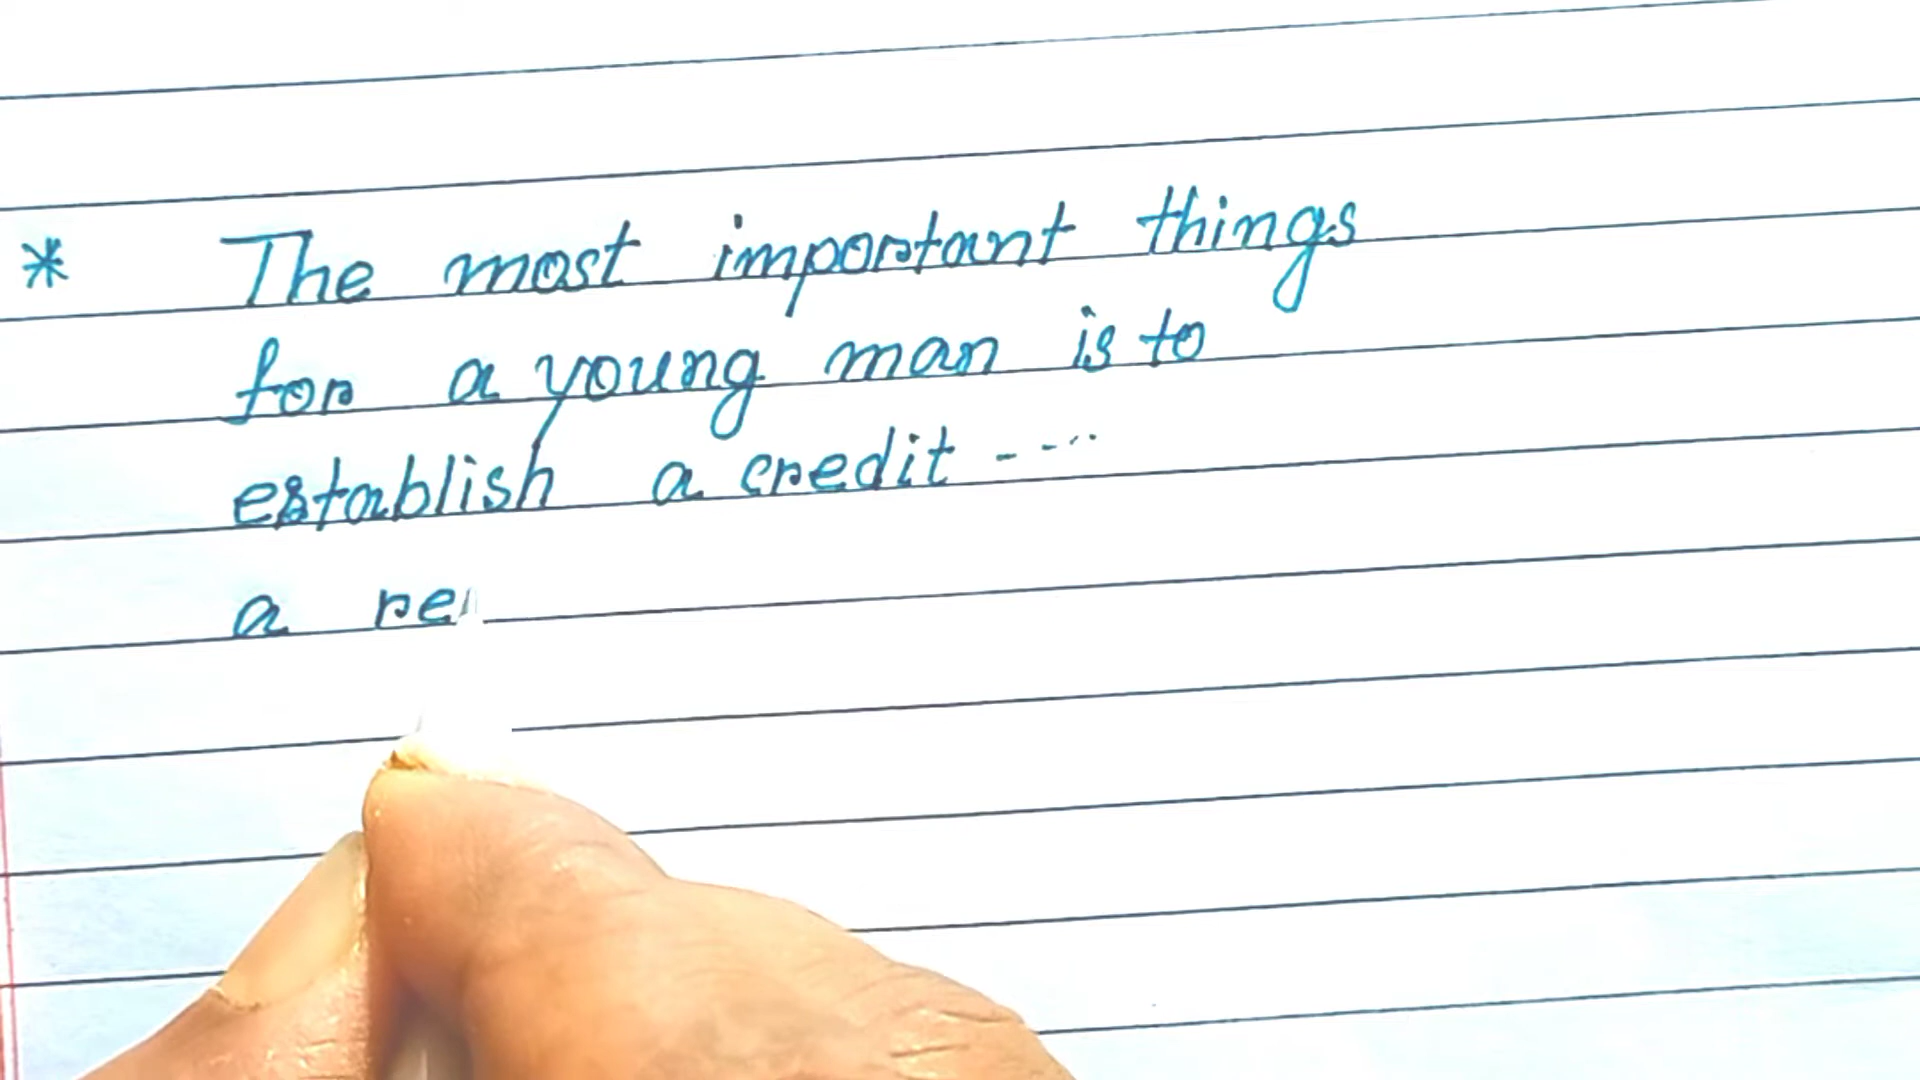 * The most important things
for a young man is to
establish a credit ----
a re